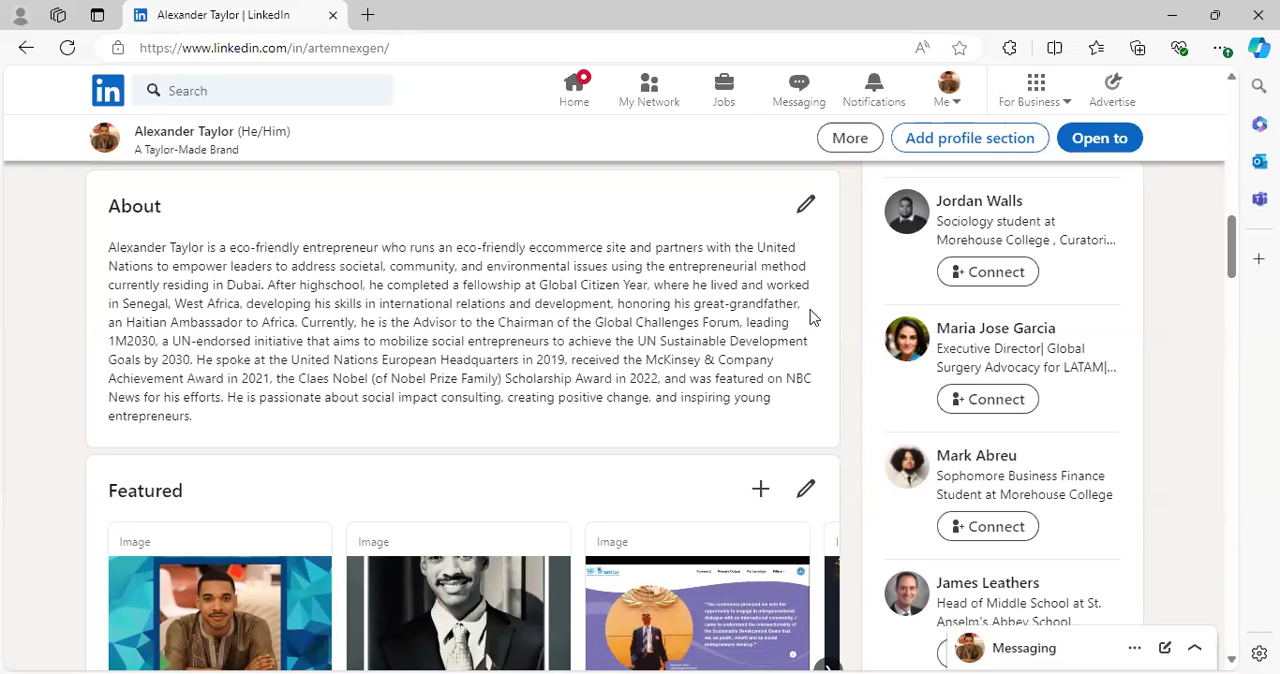 Alexander Taylor | LinkedIn
https://www.linkedin.com/in/artemnexgen/
in
Search
Home
My Network
Jobs
Messaging
Notifications
Me
For Business
Advertise
Alexander Taylor (He/Him)
A Taylor-Made Brand
More
Add profile section
Open to
About
Alexander Taylor is a eco-friendly entrepreneur who runs an eco-friendly eccommerce site and partners with the United
Nations to empower leaders to address societal, community, and environmental issues using the entrepreneurial method
currently residing in Dubai. After highschool, he completed a fellowship at Global Citizen Year, where he lived and worked
in Senegal, West Africa, developing his skills in international relations and development, honoring his great-grandfather,
an Haitian Ambassador to Africa. Currently, he is the Advisor to the Chairman of the Global Challenges Forum, leading
1M2030, a UN-endorsed initiative that aims to mobilize social entrepreneurs to achieve the UN Sustainable Development
Goals by 2030. He spoke at the United Nations European Headquarters in 2019, received the McKinsey & Company
Achievement Award in 2021, the Claes Nobel (of Nobel Prize Family) Scholarship Award in 2022, and was featured on NBC
News for his efforts. He is passionate about social impact consulting, creating positive change, and inspiring young
entrepreneurs.
Featured
Image
Image
Image
Jordan Walls
Sociology student at
Morehouse College , Curatori...
Connect
Maria Jose Garcia
Executive Director| Global
Surgery Advocacy for LATAM|...
Connect
Mark Abreu
Sophomore Business Finance
Student at Morehouse College
Connect
James Leathers
Head of Middle School at St.
Anselm's Abbey School...
Messaging